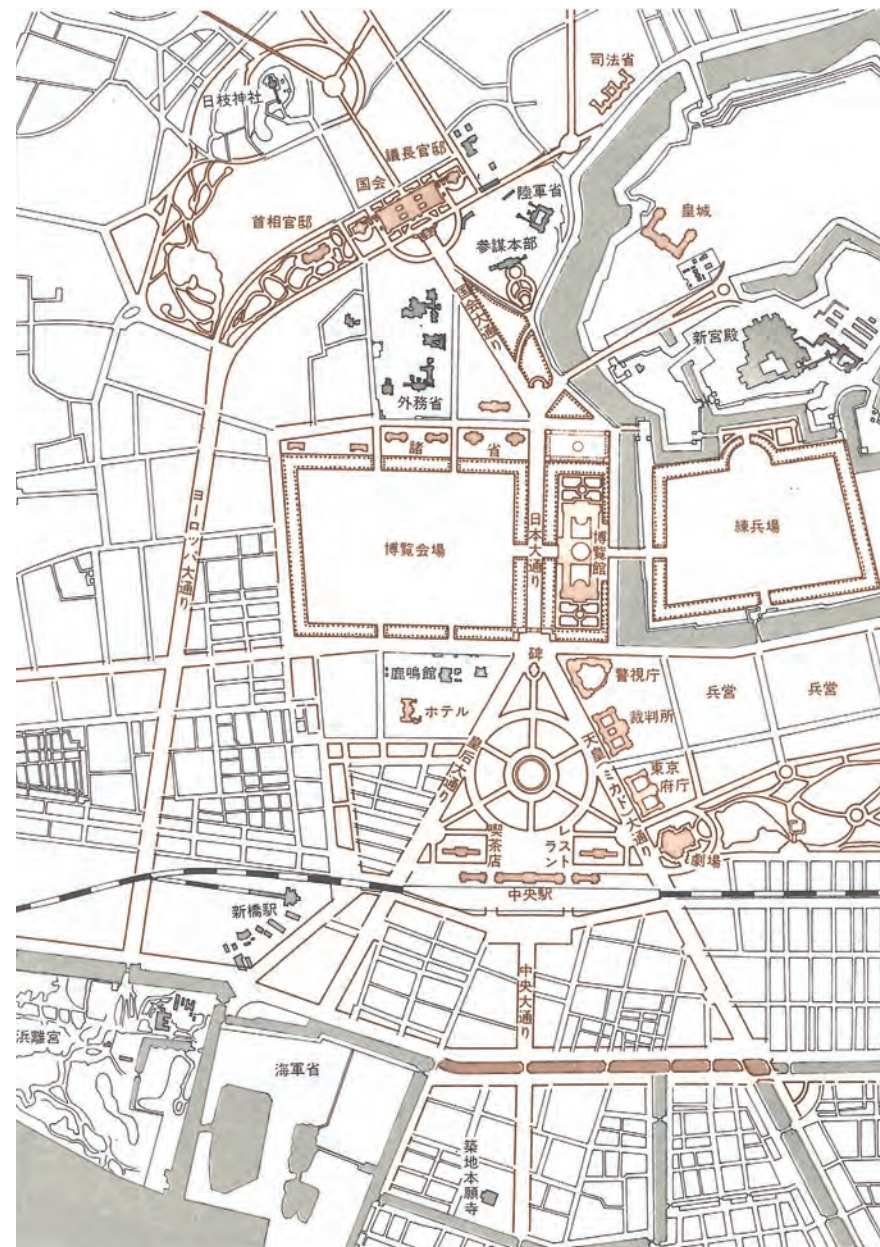 司法省
日枝神社
議長官邸
国会
陸軍省
皇城
首相官邸
参謀本部
国会大通り
新宮殿
外務省
諸省
ヨーロッパ大通り
博覧会場
日本大通り
博覧館
練兵場
碑
鹿鳴館
警視庁
兵営
兵営
ホテル
裁判所
皇后大通り
天皇(ミカド)大通り
東京
府庁
喫茶店
レスト
ラン
劇場
中央駅
新橋駅
中央大通り
浜離宮
海軍省
築地本願寺